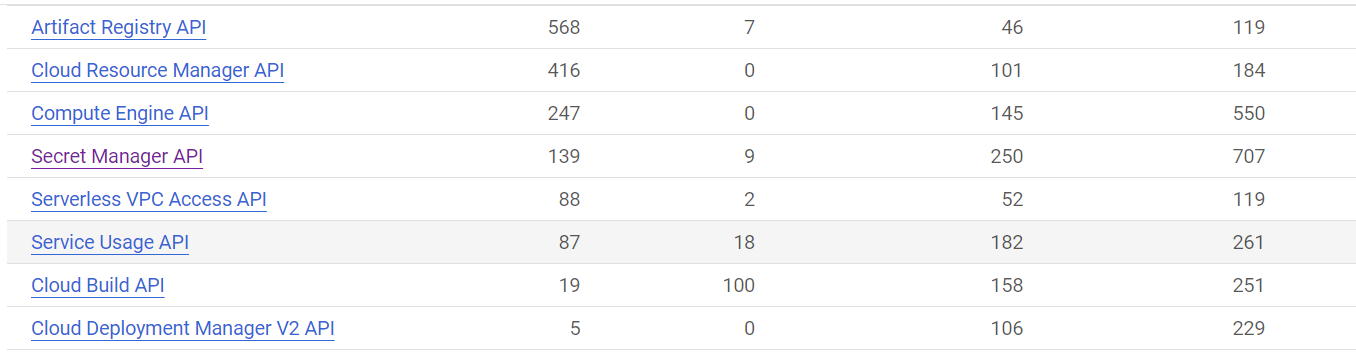 Artifact Registry API 568 7 46 119
Cloud Resource Manager API 416 0 101 184
Compute Engine API 247 0 145 550
Secret Manager API 139 9 250 707
Serverless VPC Access API 88 2 52 119
Service Usage API 87 18 182 261
Cloud Build API 19 100 158 251
Cloud Deployment Manager V2 API 5 0 106 229